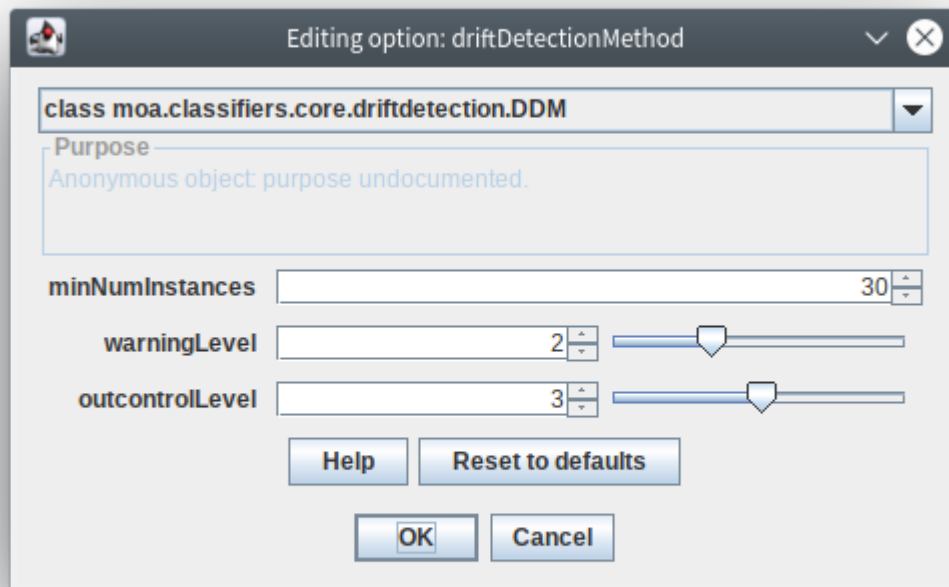 Editing option: driftDetectionMethod
class moa.classifiers.core.driftdetection.DDM
Purpose
Anonymous object: purpose undocumented.
minNumInstances 30
warningLevel 2
outcontrolLevel 3
Help Reset to defaults
OK Cancel